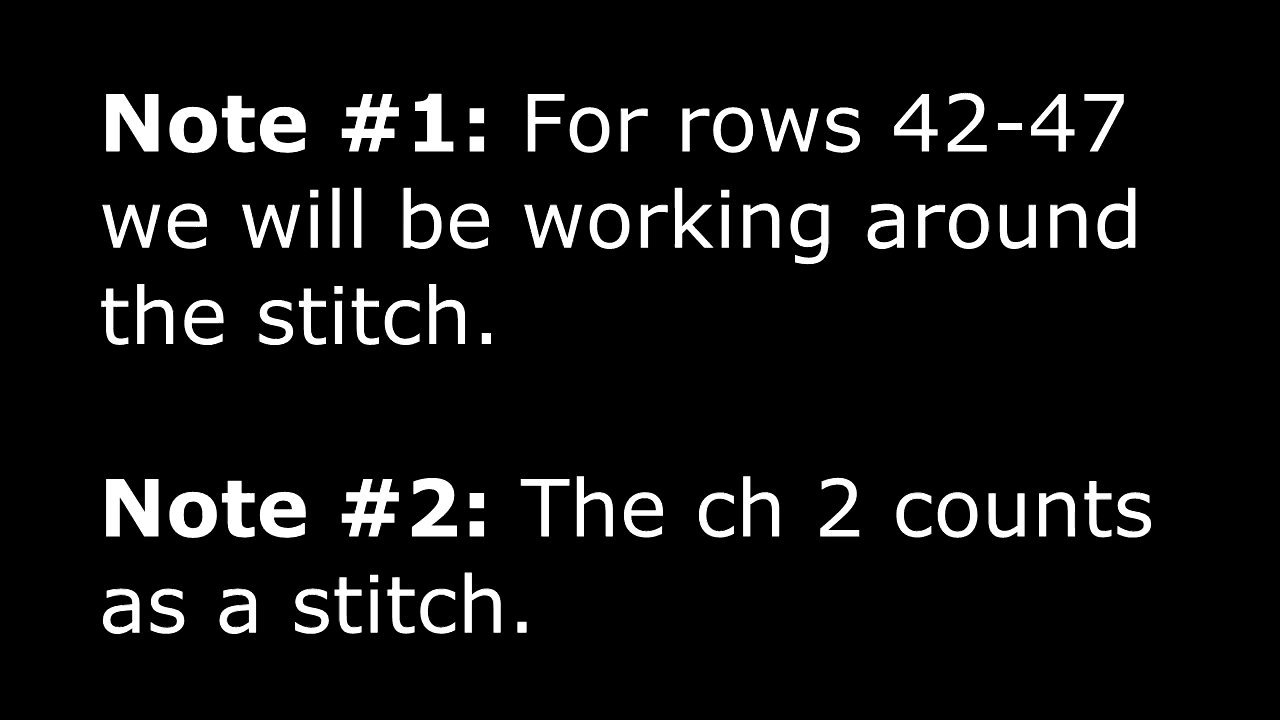 Note #1: For rows 42-47
we will be working around
the stitch.
Note #2: The ch 2 counts
as a stitch.